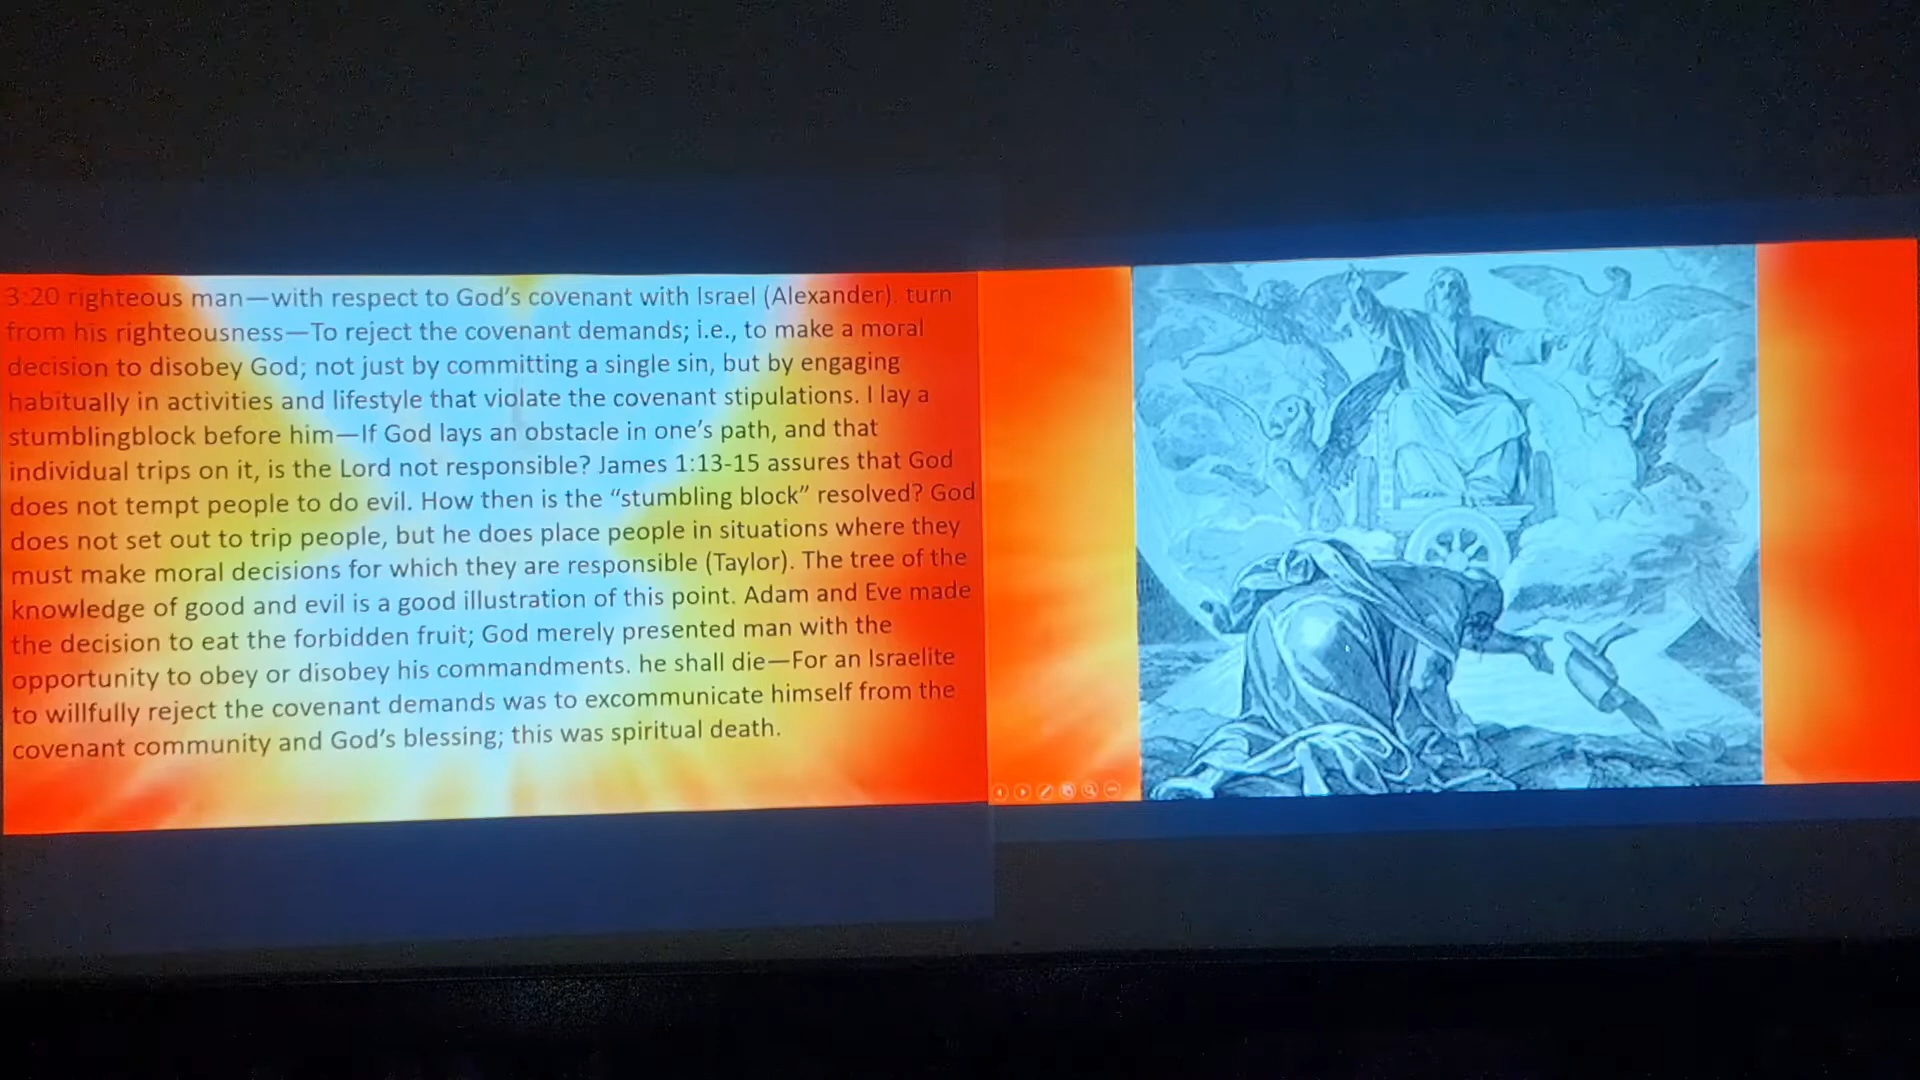 3:20 righteous man—with respect to God's covenant with Israel (Alexander). turn
from his righteousness—To reject the covenant demands; i.e., to make a moral
decision to disobey God; not just by committing a single sin, but by engaging
habitually in activities and lifestyle that violate the covenant stipulations. I lay a
stumblingblock before him—If God lays an obstacle in one's path, and that
individual trips on it, is the Lord not responsible? James 1:13-15 assures that God
does not tempt people to do evil. How then is the “stumbling block” resolved? God
does not set out to trip people, but he does place people in situations where they
must make moral decisions for which they are responsible (Taylor). The tree of the
knowledge of good and evil is a good illustration of this point. Adam and Eve made
the decision to eat the forbidden fruit; God merely presented man with the
opportunity to obey or disobey his commandments. he shall die—For an Israelite
to willfully reject the covenant demands was to excommunicate himself from the
covenant community and God's blessing; this was spiritual death.